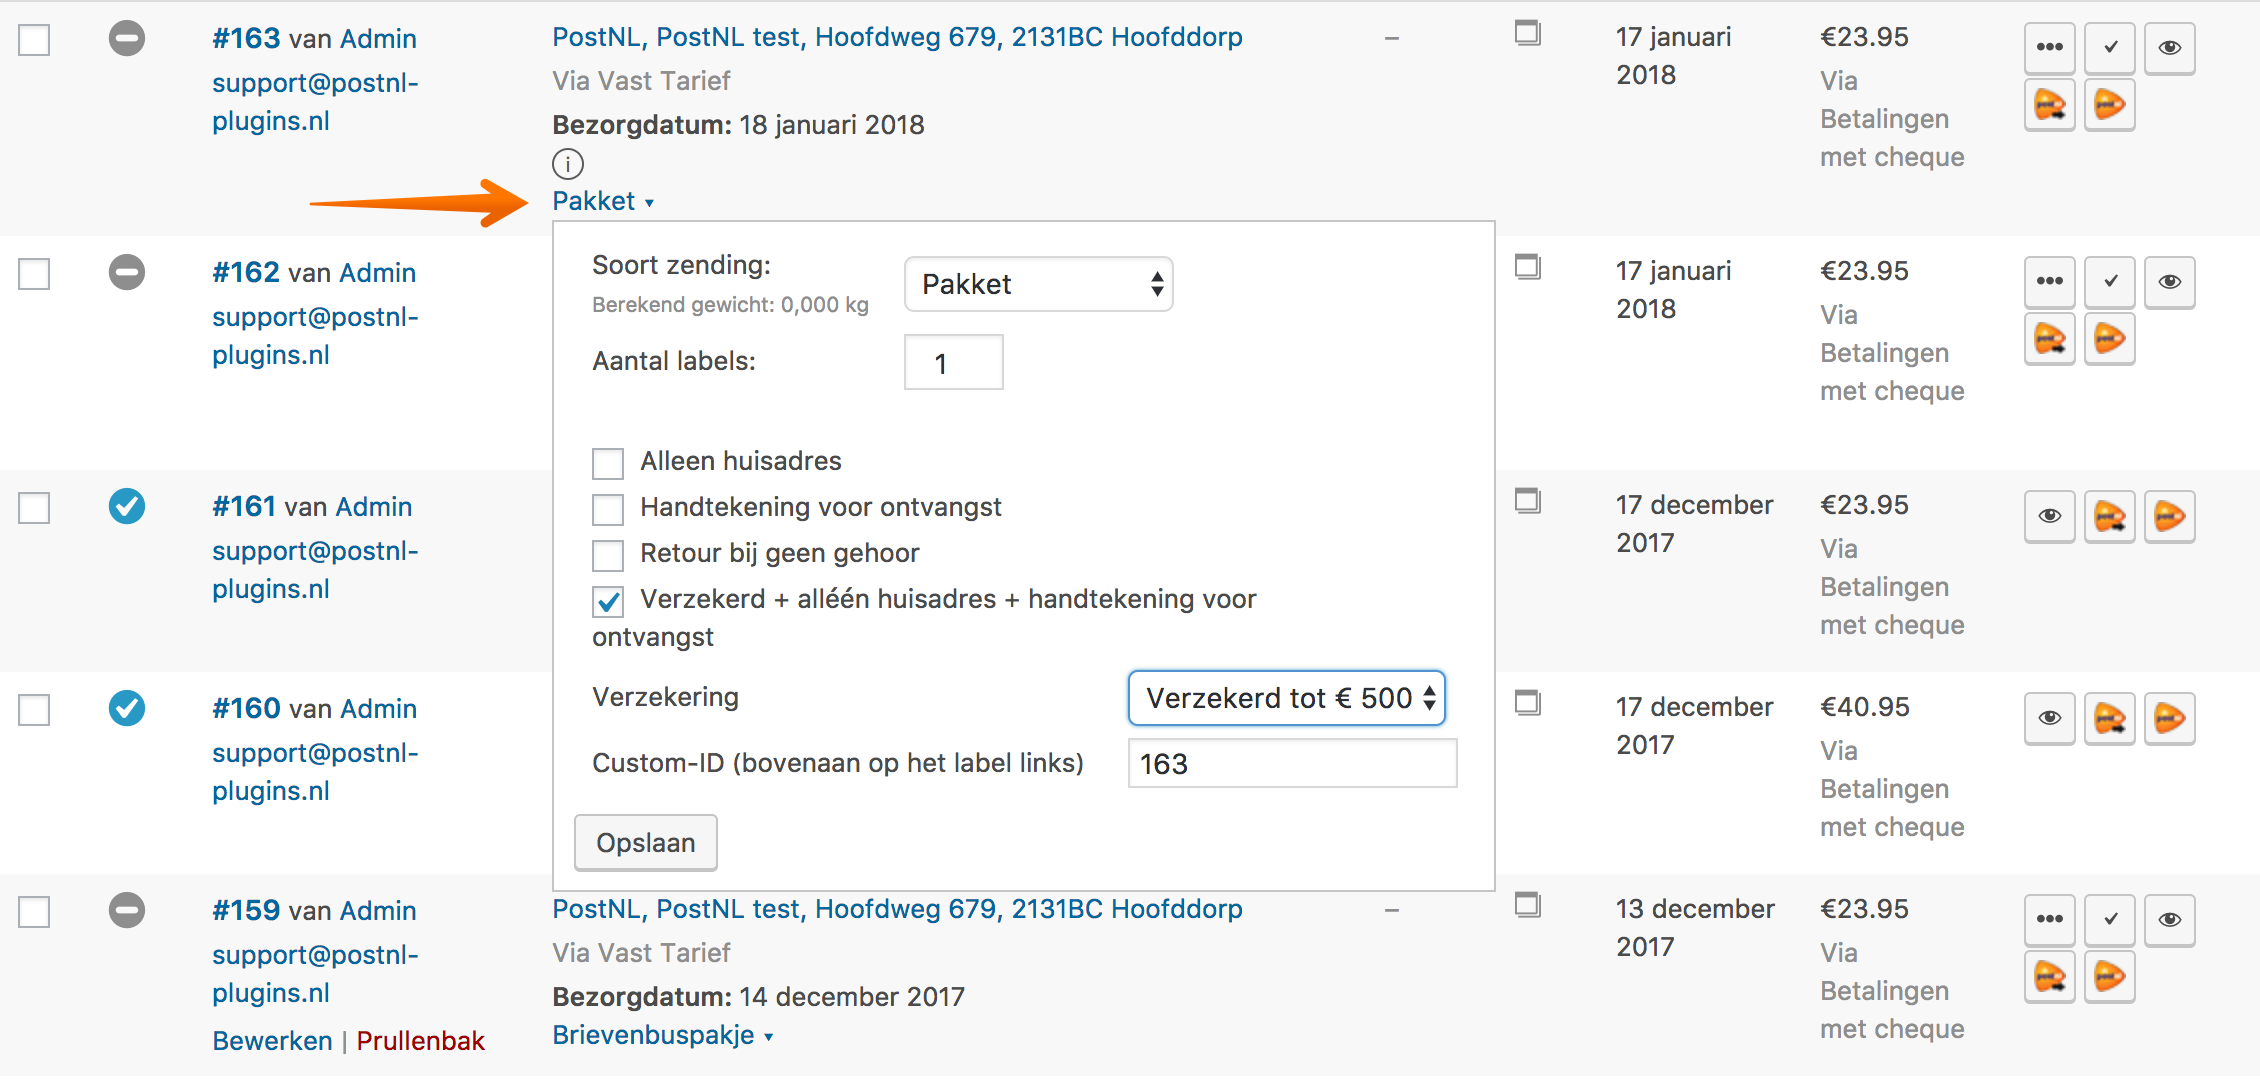 #163 van Admin
support@postnl-
plugins.nl
PostNL, PostNL test, Hoofdweg 679, 2131BC Hoofddorp
Via Vast Tarief
Bezorgdatum: 18 januari 2018
i
Pakket ▾
–
17 januari
2018
€23.95
Via
Betalingen
met cheque
Soort zending:
Berekend gewicht: 0,000 kg
Pakket
Aantal labels:
1
Alleen huisadres
Handtekening voor ontvangst
Retour bij geen gehoor
Verzekerd + alléén huisadres + handtekening voor
ontvangst
Verzekering
Verzekerd tot € 500
Custom-ID (bovenaan op het label links)
163
Opslaan
#162 van Admin
support@postnl-
plugins.nl
17 januari
2018
€23.95
Via
Betalingen
met cheque
#161 van Admin
support@postnl-
plugins.nl
17 december
2017
€23.95
Via
Betalingen
met cheque
#160 van Admin
support@postnl-
plugins.nl
17 december
2017
€40.95
Via
Betalingen
met cheque
#159 van Admin
support@postnl-
plugins.nl
Bewerken | Prullenbak
PostNL, PostNL test, Hoofdweg 679, 2131BC Hoofddorp
Via Vast Tarief
Bezorgdatum: 14 december 2017
Brievenbuspakje ▾
–
13 december
2017
€23.95
Via
Betalingen
met cheque